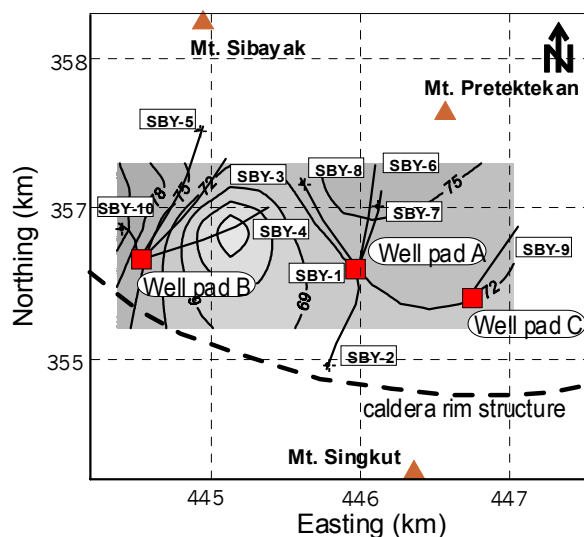 358
Mt. Sibayak
N
Mt. Pretektekan
SBY-5
78
75
72
SBY-3
SBY-8
SBY-6
75
357
SBY-10
SBY-7
SBY-4
Well pad A
SBY-9
SBY-1
Well pad B
69
72
Well pad C
355
SBY-2
caldera rim structure
Mt. Singkut
445
446
447
Northing (km)
Easting (km)